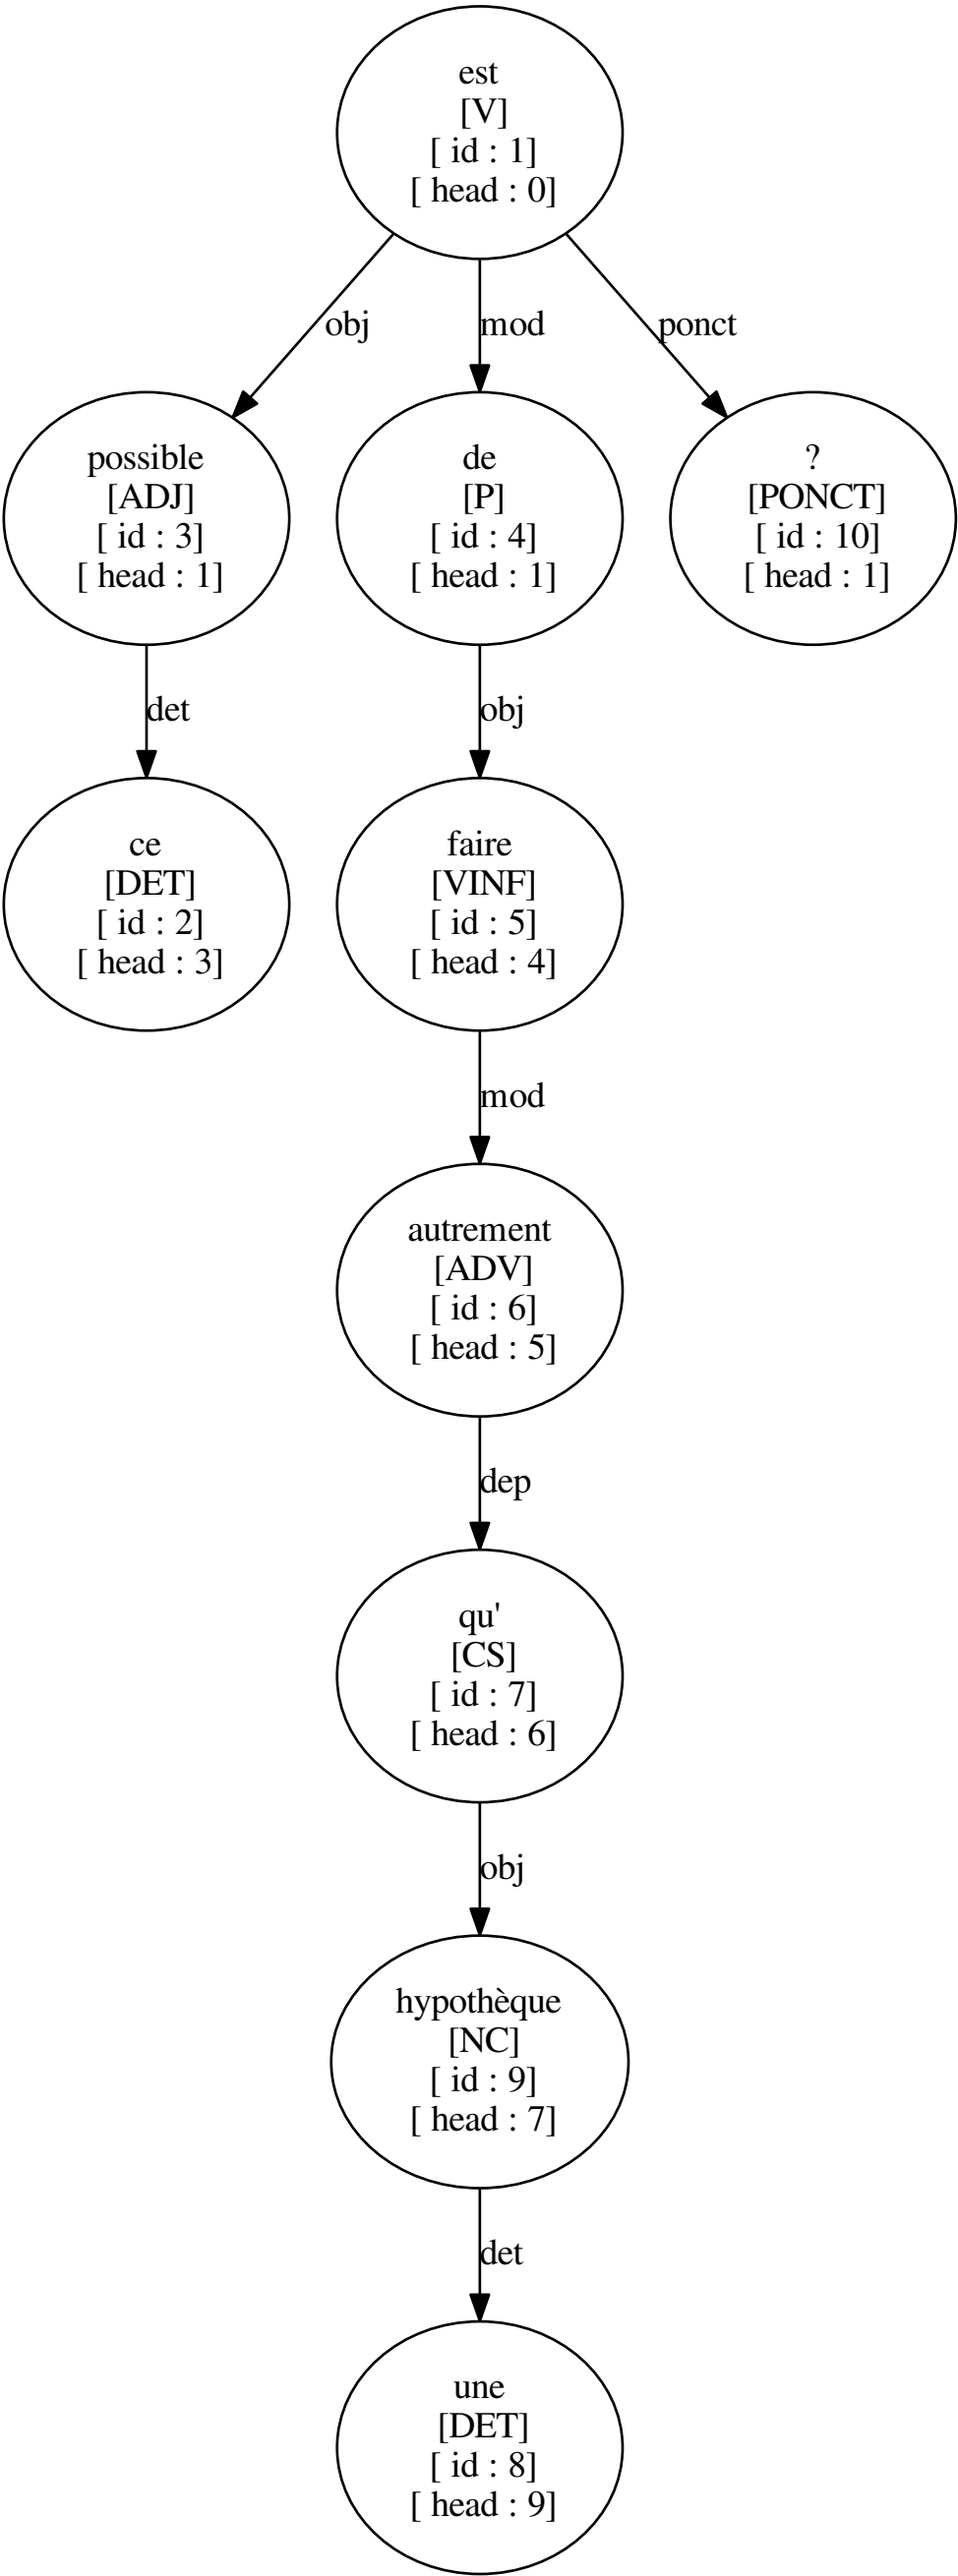 est
[V]
[ id : 1]
[ head : 0]
obj
mod
ponct
possible
[ADJ]
[ id : 3]
[ head : 1]
de
[P]
[ id : 4]
[ head : 1]
?
[PONCT]
[ id : 10]
[ head : 1]
det
obj
ce
[DET]
[ id : 2]
[ head : 3]
faire
[VINF]
[ id : 5]
[ head : 4]
mod
autrement
[ADV]
[ id : 6]
[ head : 5]
dep
qu'
[CS]
[ id : 7]
[ head : 6]
obj
hypothèque
[NC]
[ id : 9]
[ head : 7]
det
une
[DET]
[ id : 8]
[ head : 9]